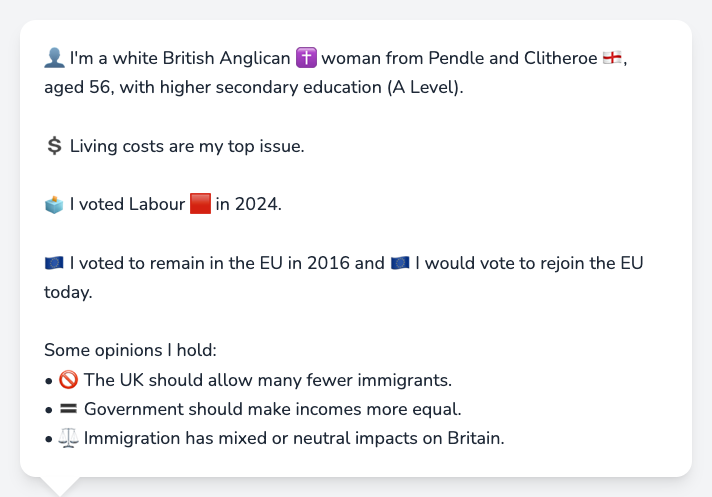 👤 I'm a white British Anglican ✝️ woman from Pendle and Clitheroe 🏴󠁧󠁢󠁥󠁮󠁧󠁿,
aged 56, with higher secondary education (A Level).
💲 Living costs are my top issue.
🗳️ I voted Labour 🟥 in 2024.
🇪🇺 I voted to remain in the EU in 2016 and 🇪🇺 I would vote to rejoin the EU
today.
Some opinions I hold:
• 🚫 The UK should allow many fewer immigrants.
• 🟰 Government should make incomes more equal.
• ⚖️ Immigration has mixed or neutral impacts on Britain.